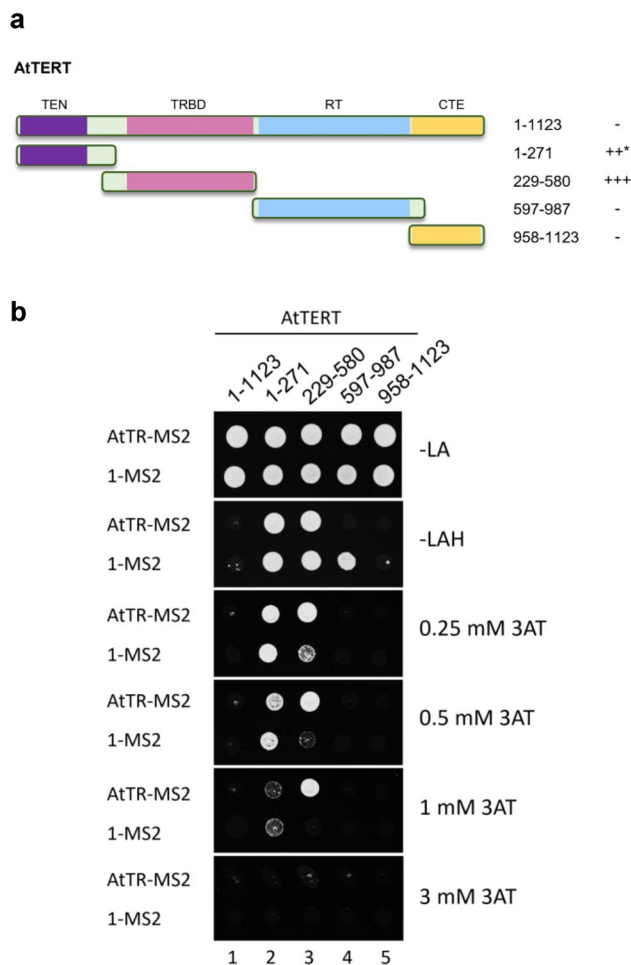 a
AtTERT
TEN TRBD RT CTE
1-1123 -
1-271 ++*
229-580 +++
597-987 -
958-1123 -
b
AtTERT
1-1123 1-271 229-580 597-987 958-1123
AtTR-MS2
1-MS2
-LA
AtTR-MS2
1-MS2
-LAH
AtTR-MS2
1-MS2
0.25 mM 3AT
AtTR-MS2
1-MS2
0.5 mM 3AT
AtTR-MS2
1-MS2
1 mM 3AT
AtTR-MS2
1-MS2
3 mM 3AT
1 2 3 4 5